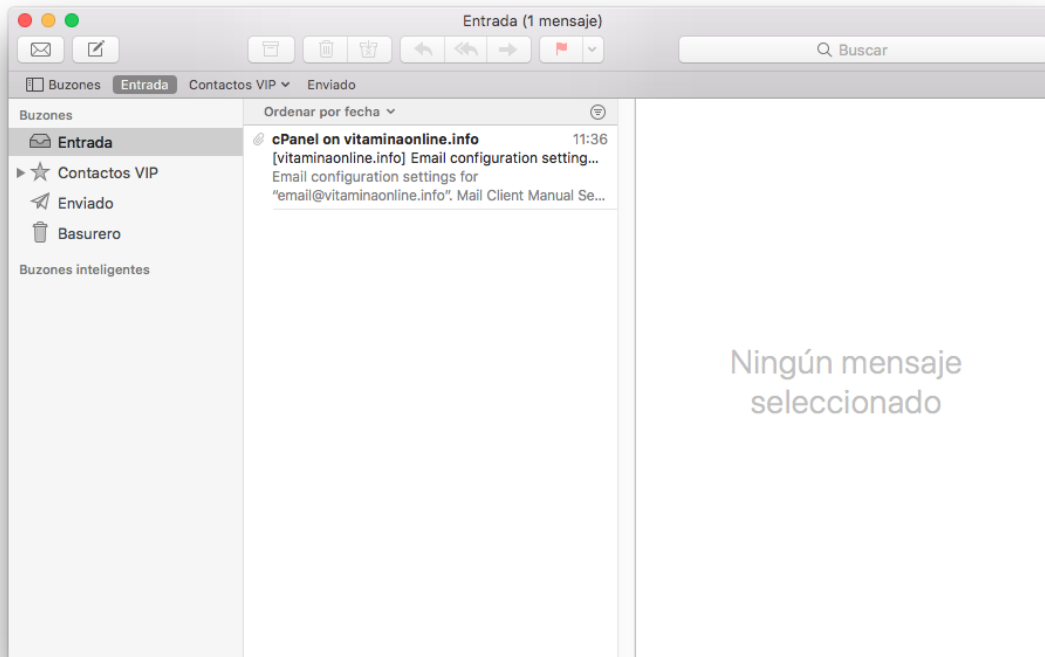 Entrada (1 mensaje)
Buscar
Buzones Entrada Contactos VIP Enviado
Buzones
Entrada
Contactos VIP
Enviado
Basurero
Buzones inteligentes
Ordenar por fecha
cPanel on vitaminaonline.info 11:36
[vitaminaonline.info] Email configuration setting...
Email configuration settings for
“email@vitaminaonline.info”. Mail Client Manual Se...
Ningún mensaje
seleccionado